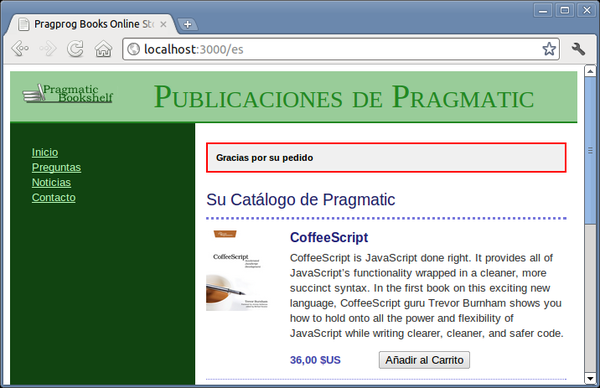 Pragprog Books Online St
localhost:3000/es
Pragmatic
Bookshelf
PUBLICACIONES DE PRAGMATIC
Inicio
Preguntas
Noticias
Contacto
Gracias por su pedido
Su Catálogo de Pragmatic
CoffeeScript
CoffeeScript
CoffeeScript is JavaScript done right. It provides all of
JavaScript's functionality wrapped in a cleaner, more
succinct syntax. In the first book on this exciting new
language, CoffeeScript guru Trevor Burnham shows you
how to hold onto all the power and flexibility of
JavaScript while writing clearer, cleaner, and safer code.
Trevor Burnham
36,00 $US
Añadir al Carrito